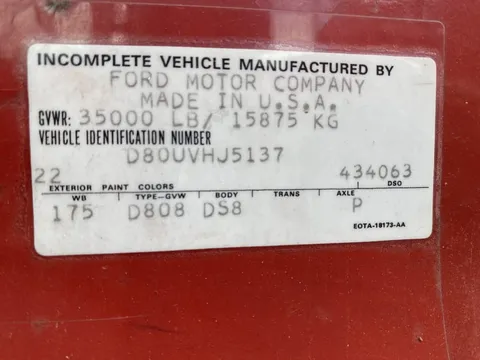 INCOMPLETE VEHICLE MANUFACTURED BY
FORD MOTOR COMPANY
MADE IN U.S.A.
GVWR: 35000 LB/ 15875 KG
VEHICLE IDENTIFICATION NUMBER
D80UVHJ5137
22 434063
EXTERIOR PAINT COLORS DSO
WB TYPE-GVW BODY TRANS AXLE
175 D808 DS8 P
EOTA-18173-AA